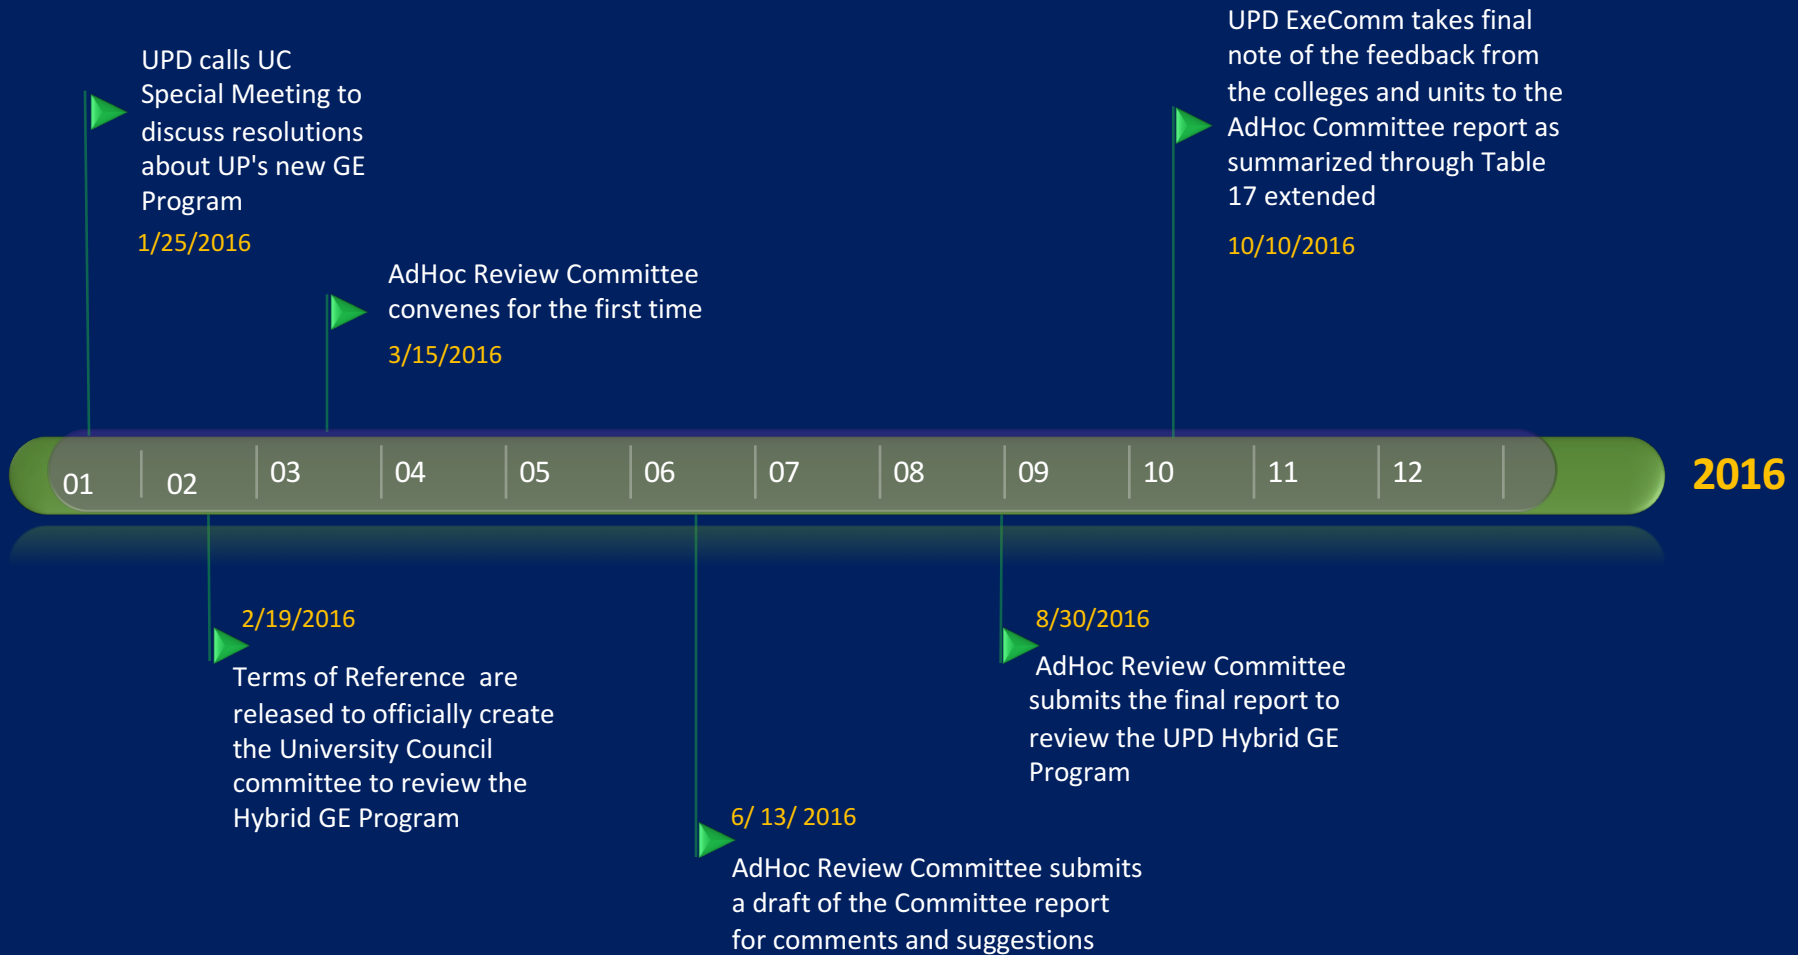 UPD calls UC
Special Meeting to
discuss resolutions
about UP's new GE
Program
1/25/2016
AdHoc Review Committee
convenes for the first time
3/15/2016
UPD ExeComm takes final
note of the feedback from
the colleges and units to the
AdHoc Committee report as
summarized through Table
17 extended
10/10/2016
01 02 03 04 05 06 07 08 09 10 11 12
2016
2/19/2016
Terms of Reference are
released to officially create
the University Council
committee to review the
Hybrid GE Program
6/ 13/ 2016
AdHoc Review Committee submits
a draft of the Committee report
for comments and suggestions
8/30/2016
AdHoc Review Committee
submits the final report to
review the UPD Hybrid GE
Program